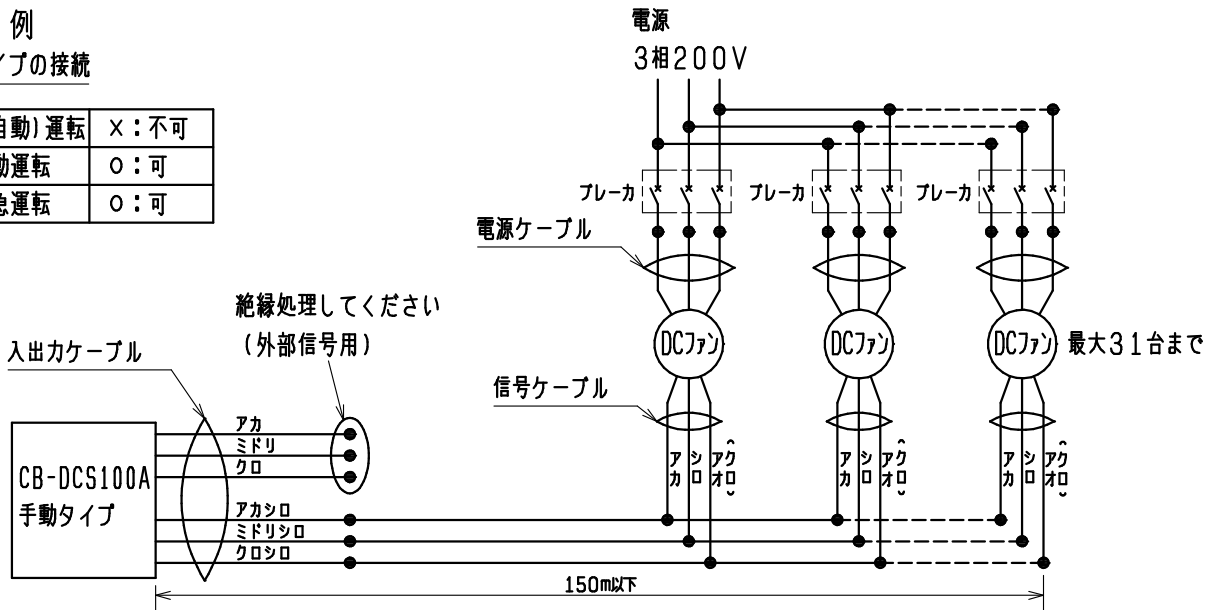 例
イプの接続
自動)運転 ×:不可
動運転 ○:可
急運転 ○:可
電源
3相200V
ブレーカ ブレーカ ブレーカ
電源ケーブル
絶縁処理してください
(外部信号用)
入出力ケーブル
DCファン DCファン DCファン 最大31台まで
信号ケーブル
アカ
ミドリ
クロ
アカ シロ アオ(クロ) アカ シロ アオ(クロ) アカ シロ アオ(クロ)
CB-DCS100A
手動タイプ
アカシロ
ミドリシロ
クロシロ
150m以下